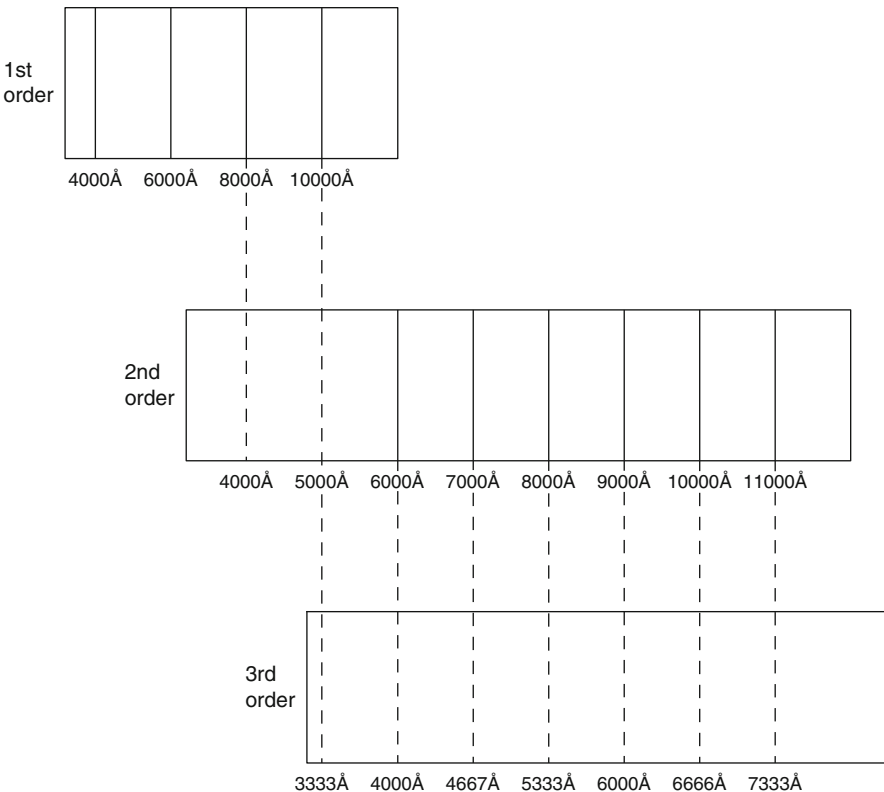 1st
order
4000Å 6000Å 8000Å 10000Å
2nd
order
4000Å 5000Å 6000Å 7000Å 8000Å 9000Å 10000Å 11000Å
3rd
order
3333Å 4000Å 4667Å 5333Å 6000Å 6666Å 7333Å